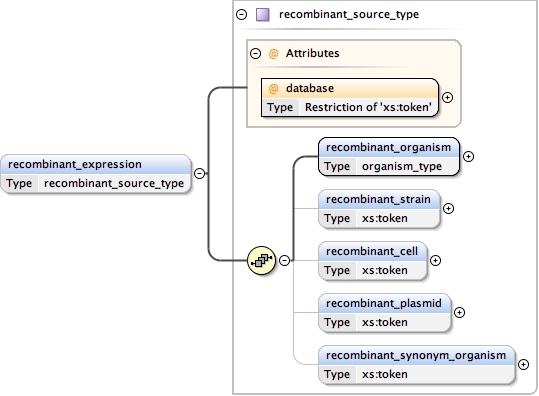 recombinant_source_type
@ Attributes
@ database
Type Restriction of 'xs:token'
recombinant_expression
Type recombinant_source_type
recombinant_organism
Type organism_type
recombinant_strain
Type xs:token
recombinant_cell
Type xs:token
recombinant_plasmid
Type xs:token
recombinant_synonym_organism
Type xs:token